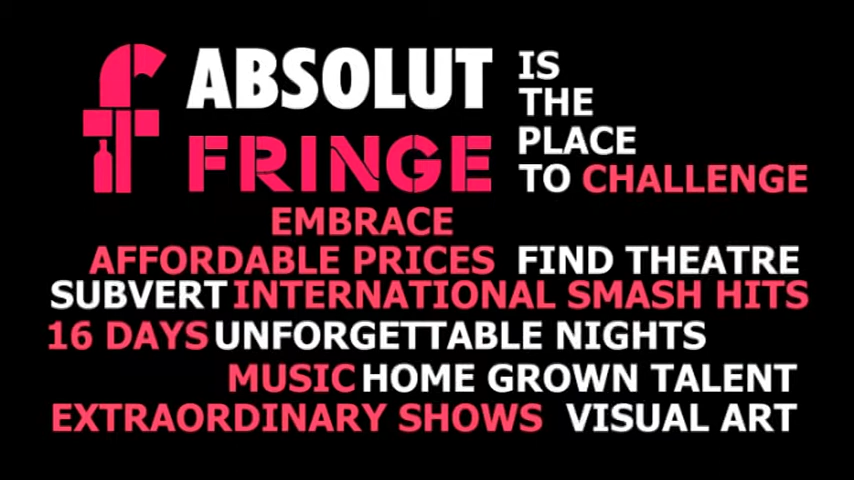 ABSOLUT
FRINGE
IS
THE
PLACE
TO CHALLENGE
EMBRACE
AFFORDABLE PRICES FIND THEATRE
SUBVERT INTERNATIONAL SMASH HITS
16 DAYS UNFORGETTABLE NIGHTS
MUSIC HOME GROWN TALENT
EXTRAORDINARY SHOWS VISUAL ART